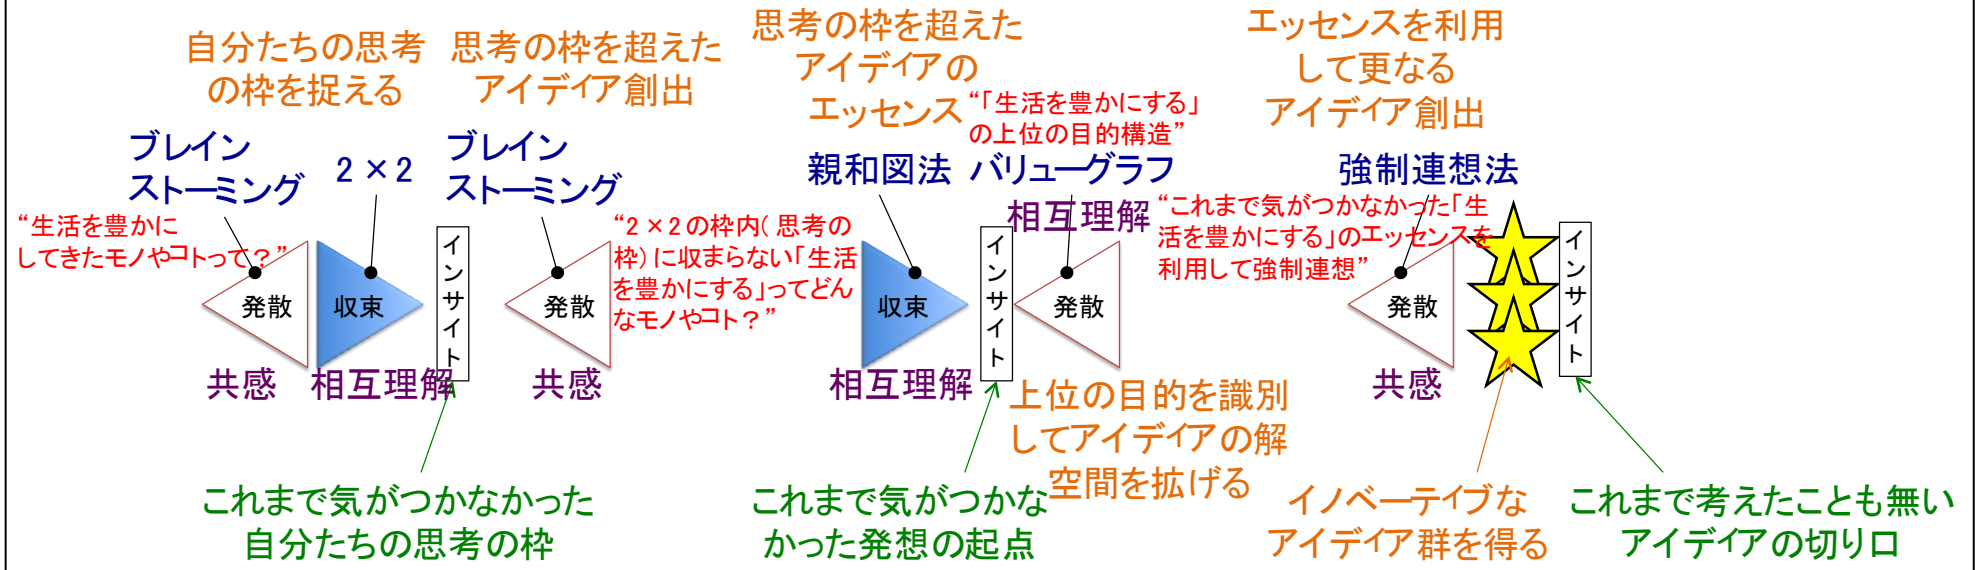 自分たちの思考
の枠を捉える
思考の枠を超えた
アイデイア創出
思考の枠を超えた
アイデイアの
エッセンス
エッセンスを利用
して更なる
アイデイア創出
ブレイン
ストーミング
2×2
ブレイン
ストーミング
親和図法
“「生活を豊かにする」
の上位の目的構造”
バリューグラフ
強制連想法
“生活を豊かに
してきたモノやコトって？”
“2×2の枠内(思考の
枠)に収まらない「生活
を豊かにする」ってどん
なモノやコト？”
相互理解
“これまで気がつかなかった「生
活を豊かにする」のエッセンスを
利用して強制連想”
発散
収束
インサイト
発散
収束
インサイト
発散
発散
インサイト
共感
相互理解
共感
相互理解
共感
上位の目的を識別
してアイデイアの解
空間を拡げる
これまで気がつかなかった
自分たちの思考の枠
これまで気がつかな
かった発想の起点
イノベーテイブな
アイデイア群を得る
これまで考えたことも無い
アイデイアの切り口